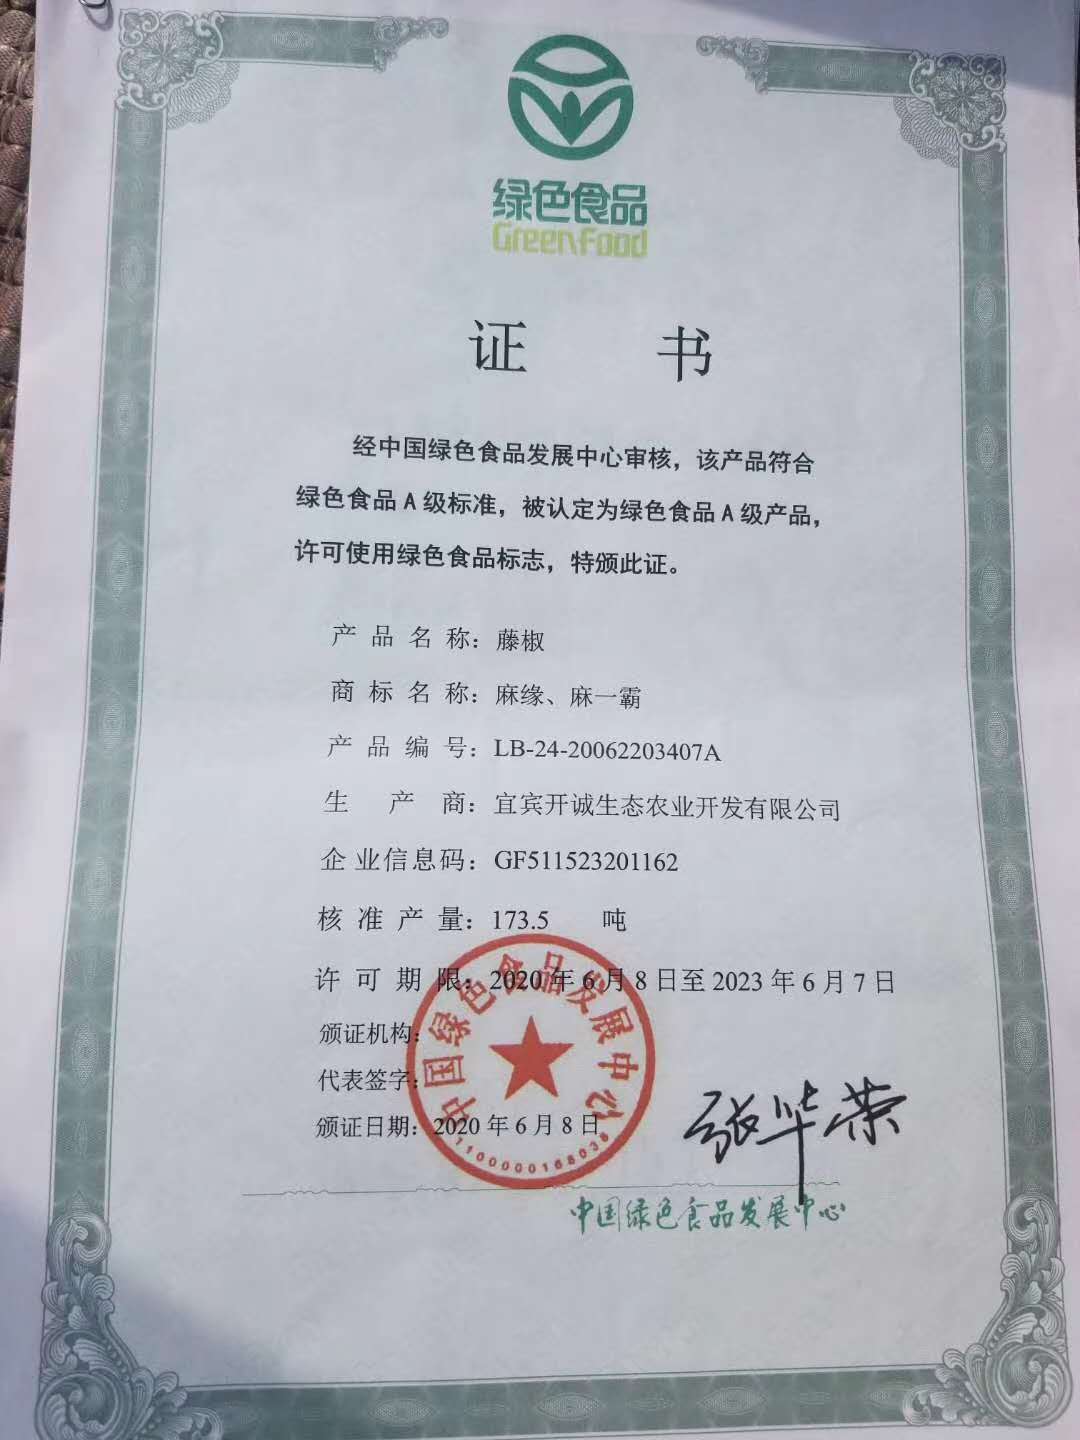 绿色食品
Greenfood
证 书
经中国绿色食品发展中心审核，该产品符合
绿色食品A级标准，被认定为绿色食品A级产品，
许可使用绿色食品标志，特颁此证。
产品名称：藤椒
商标名称：麻缘、麻一霸
产品编号：LB-24-20062203407A
生产商：宜宾开诚生态农业开发有限公司
企业信息码：GF511523201162
核准产量：173.5 吨
许可期限：2020年6月8日至2023年6月7日
颁证机构：
代表签字：
颁证日期：2020年6月8日
中国绿色食品发展中心
1100000168038
张华荣
中国绿色食品发展中心